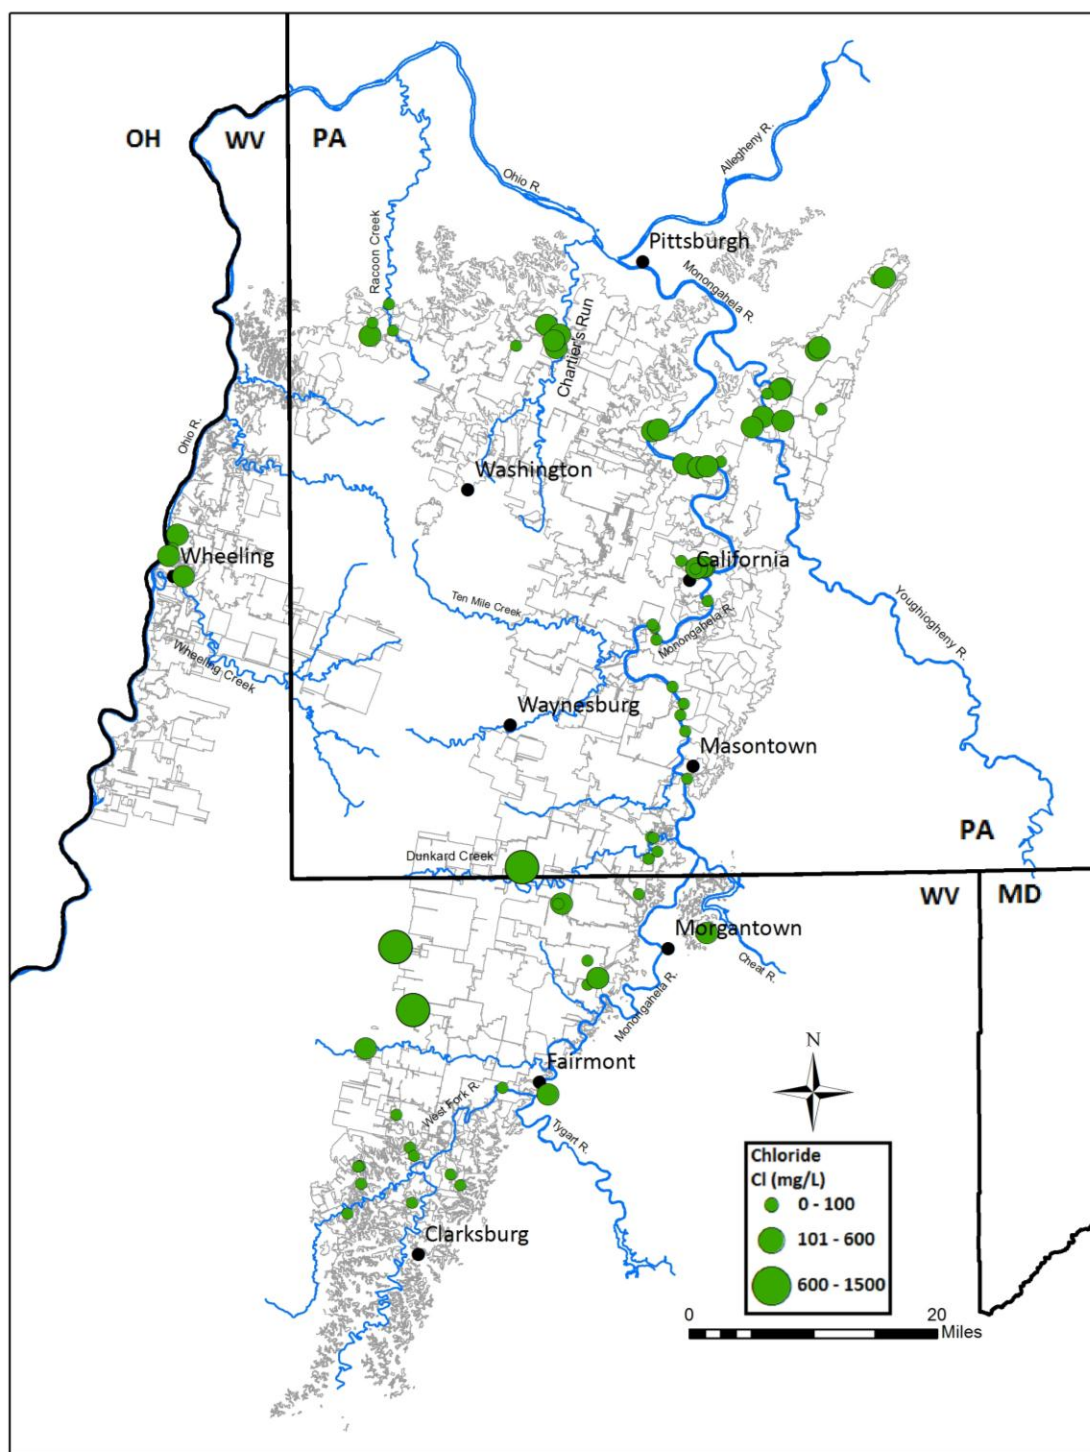 OH
WV
PA
Allegheny R.
Ohio R.
Pittsburgh
Racoon Creek
Monongahela R.
Chartier's Run
Ohio R.
Washington
Wheeling
California
Ten Mile Creek
Youghiogheny R.
Monongahela R.
Wheeling Creek
Waynesburg
Masontown
PA
Dunkard Creek
WV
MD
Morgantown
Cheat R.
Monongahela R.
N
Fairmont
West Fork R.
Tygart R.
Chloride
Cl (mg/L)
0 - 100
101 - 600
600 - 1500
Clarksburg
0
20
Miles